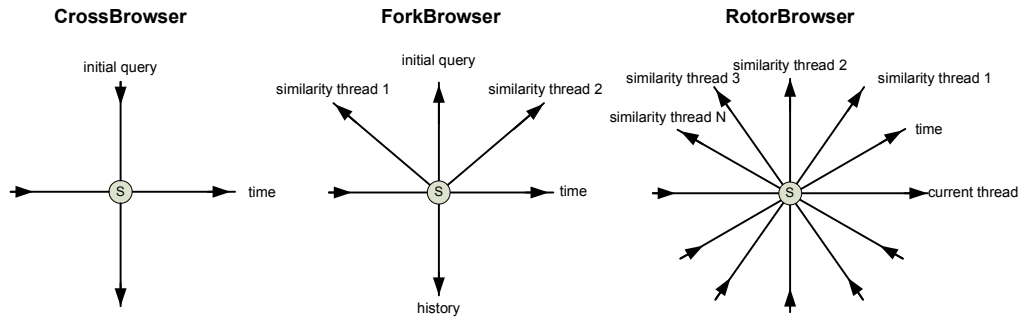 CrossBrowser
initial query
S
time
ForkBrowser
initial query
similarity thread 1
similarity thread 2
S
time
history
RotorBrowser
similarity thread 2
similarity thread 3
similarity thread 1
similarity thread N
time
S
current thread